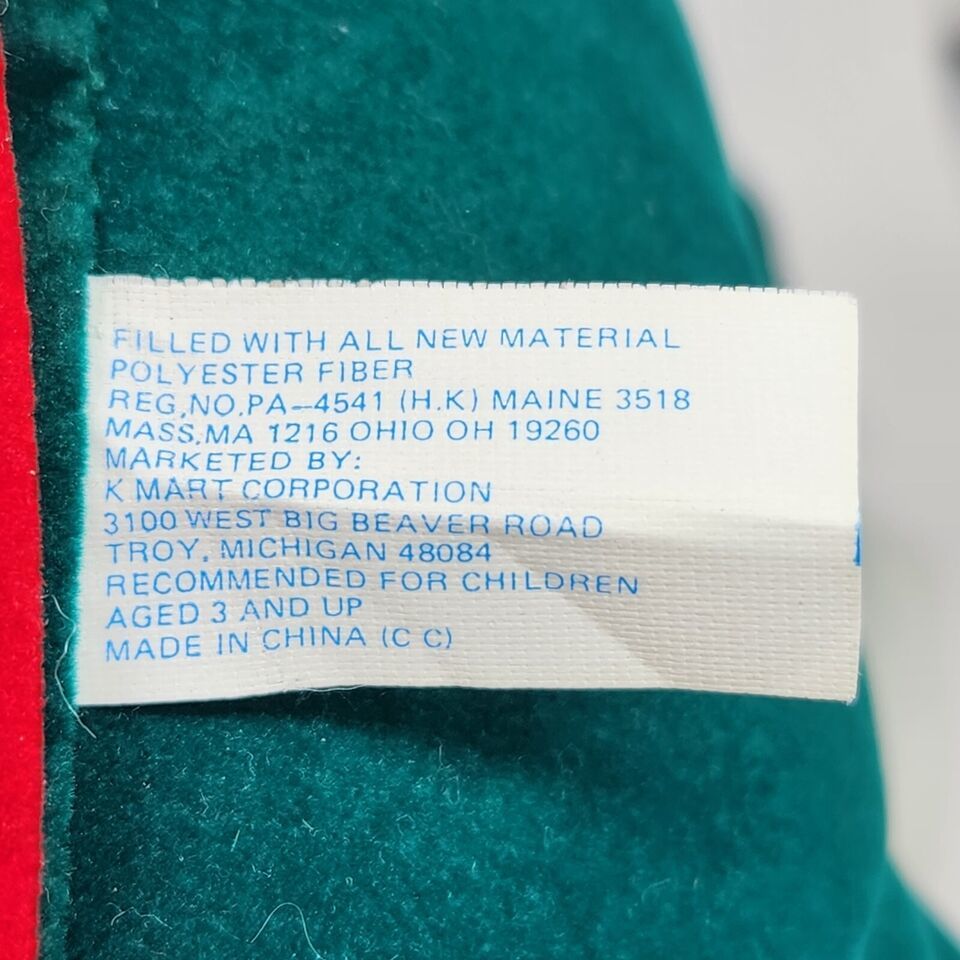 FILLED WITH ALL NEW MATERIAL
POLYESTER FIBER
REG.NO.PA-4541 (H.K) MAINE 3518
MASS.MA 1216 OHIO OH 19260
MARKETED BY:
K MART CORPORATION
3100 WEST BIG BEAVER ROAD
TROY, MICHIGAN 48084
RECOMMENDED FOR CHILDREN
AGED 3 AND UP
MADE IN CHINA (C C)